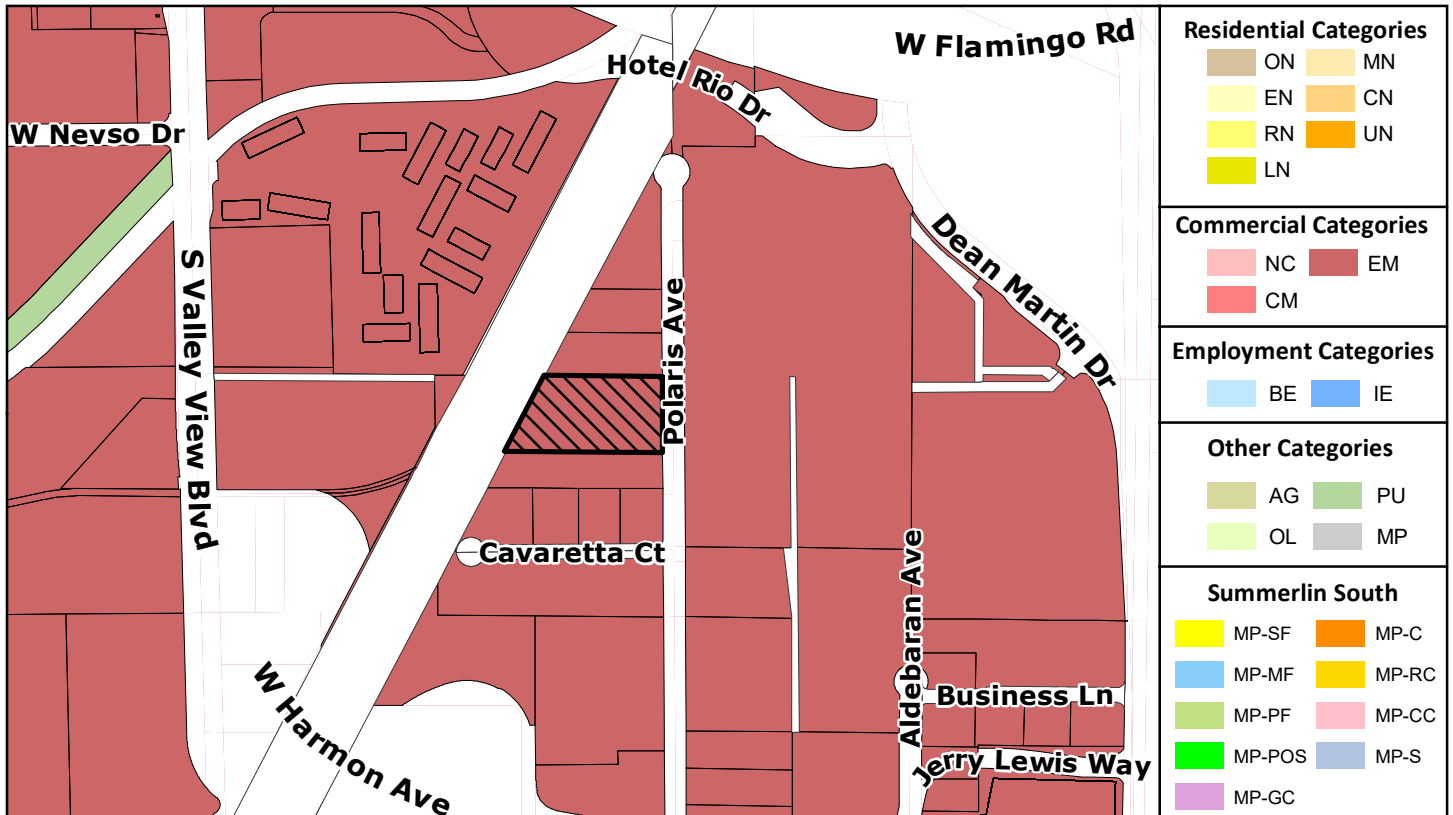 W Flamingo Rd
Hotel Rio Dr
W Nevso Dr
Dean Martin Dr
S Valley View Blvd
Polaris Ave
Cavaretta Ct
Aldebaran Ave
W Harmon Ave
Business Ln
Jerry Lewis Way
Residential Categories
ON MN
EN CN
RN UN
LN
Commercial Categories
NC EM
CM
Employment Categories
BE IE
Other Categories
AG PU
OL MP
Summerlin South
MP-SF MP-C
MP-MF MP-RC
MP-PF MP-CC
MP-POS MP-S
MP-GC